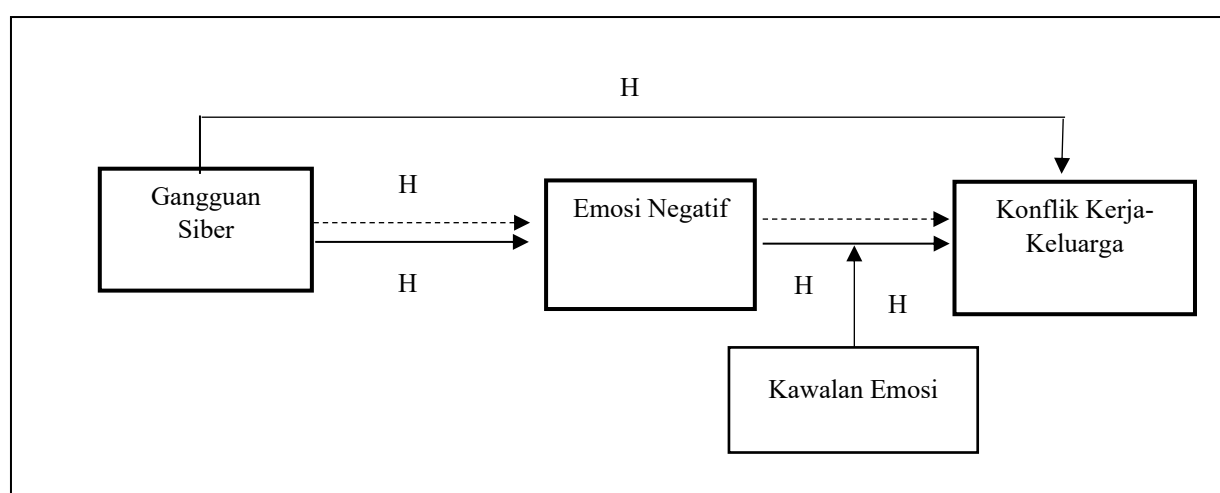 H
Gangguan
Siber
H
H
Emosi Negatif
H
H
Konflik Kerja-
Keluarga
Kawalan Emosi